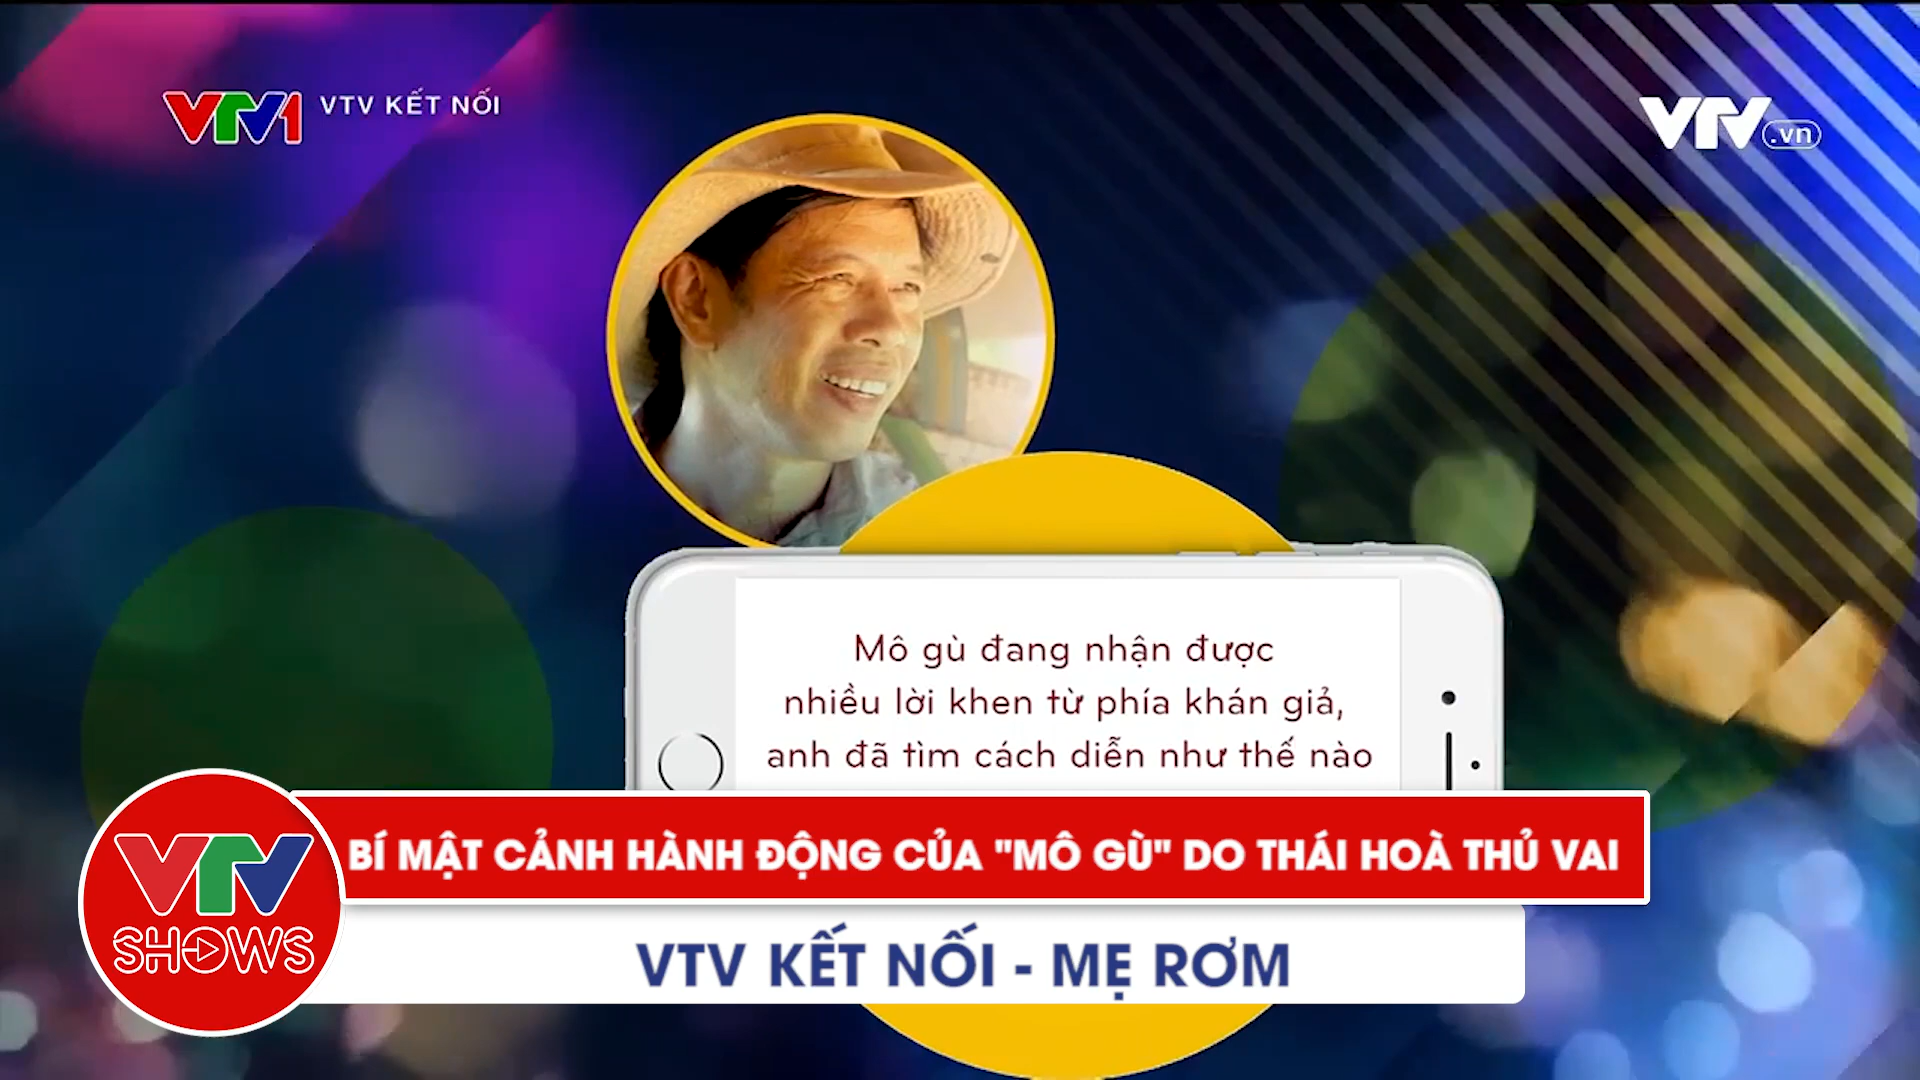 VTV1 VTV KẾT NỐI
VTV.vn
Mô gù đang nhận được
nhiều lời khen từ phía khán giả,
anh đã tìm cách diễn như thế nào
BÍ MẬT CẢNH HÀNH ĐỘNG CỦA "MÔ GÙ" DO THÁI HOÀ THỦ VAI
VTV
SHOWS
VTV KẾT NỐI - MẸ RƠM